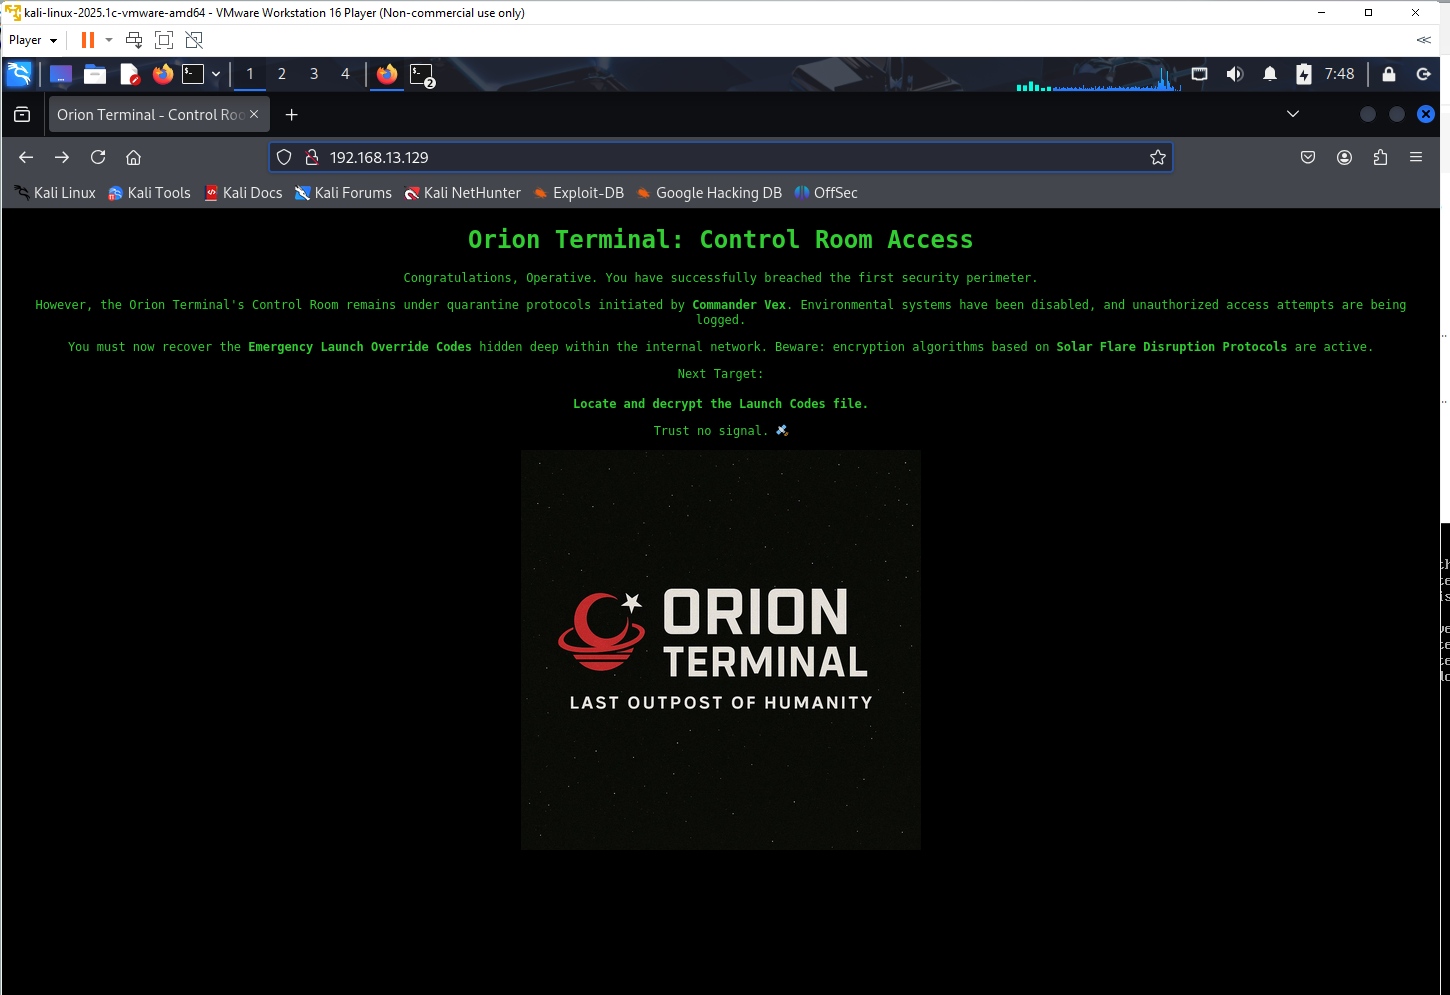 kali-linux-2025.1c-vmware-amd64 - VMware Workstation 16 Player (Non-commercial use only)
Player
1 2 3 4 2 7:48
Orion Terminal - Control Roo
192.168.13.129
Kali Linux Kali Tools Kali Docs Kali Forums Kali NetHunter Exploit-DB Google Hacking DB OffSec
Orion Terminal: Control Room Access
Congratulations, Operative. You have successfully breached the first security perimeter.
However, the Orion Terminal's Control Room remains under quarantine protocols initiated by Commander Vex. Environmental systems have been disabled, and unauthorized access attempts are being
logged.
You must now recover the Emergency Launch Override Codes hidden deep within the internal network. Beware: encryption algorithms based on Solar Flare Disruption Protocols are active.
Next Target:
Locate and decrypt the Launch Codes file.
Trust no signal. 🛰️
ORION
TERMINAL
LAST OUTPOST OF HUMANITY